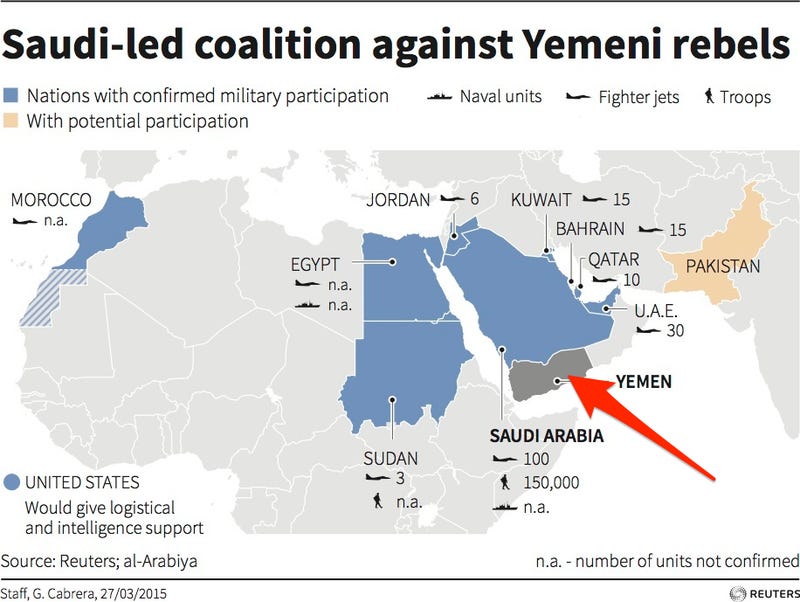 Saudi-led coalition against Yemeni rebels
Nations with confirmed military participation
Naval units
Fighter jets
Troops
With potential participation
MOROCCO
n.a.
JORDAN
6
KUWAIT
15
BAHRAIN
15
QATAR
10
PAKISTAN
EGYPT
n.a.
n.a.
U.A.E.
30
YEMEN
SAUDI ARABIA
100
150,000
n.a.
SUDAN
3
n.a.
UNITED STATES
Would give logistical
and intelligence support
Source: Reuters; al-Arabiya
n.a. - number of units not confirmed
Staff, G. Cabrera, 27/03/2015
REUTERS